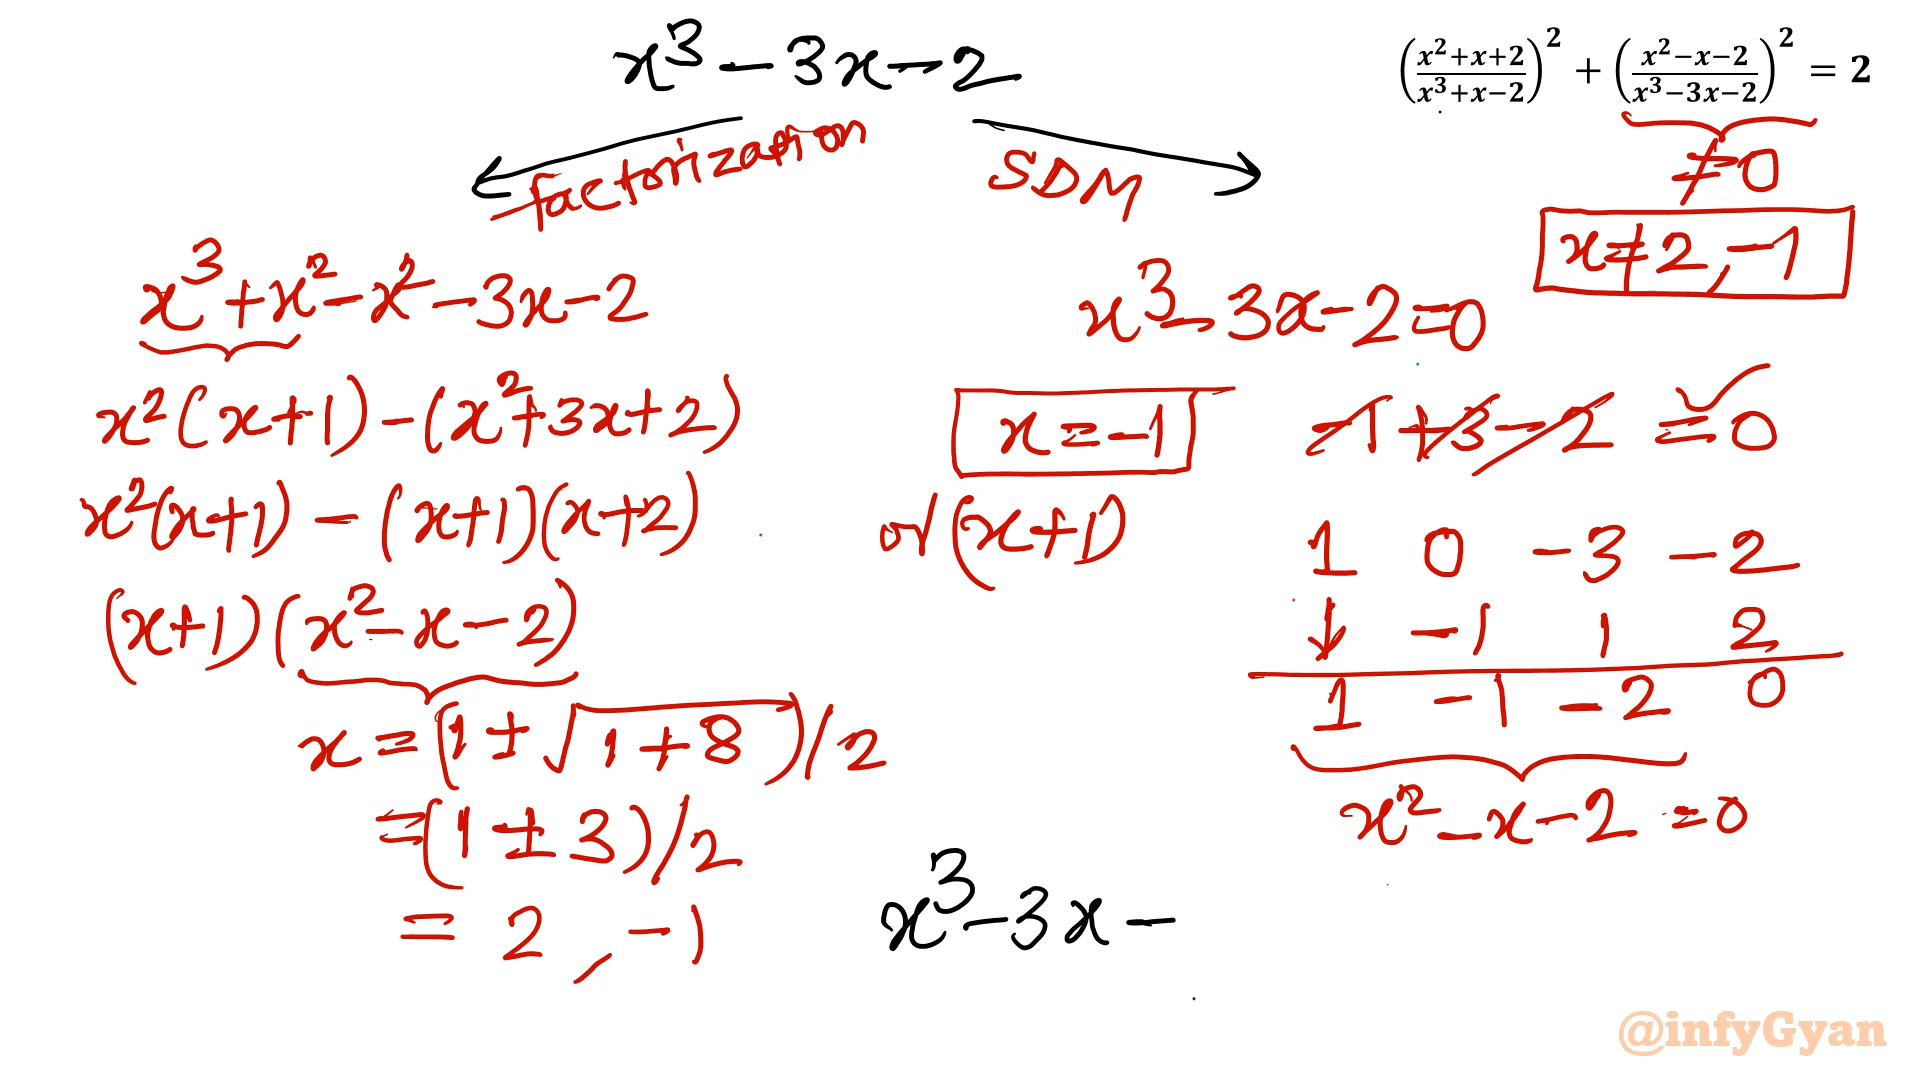 x³ − 3x − 2
(x²+x+2 / x³+x−2)² + (x²−x−2 / x³−3x−2)² = 2
factorization
SDM
≠ 0
x ≠ 2, −1
x³ + x² − x² − 3x − 2
x²(x+1) − (x²+3x+2)
x²(x+1) − (x+1)(x+2)
(x+1)(x²−x−2)
x = (1 ± √1+8)/2
= (1 ± 3)/2
= 2, −1
x³ − 3x − 2 = 0
x = −1
−1 + 3 − 2 = 0
or (x+1)
1 0 −3 −2
↓ −1 1 2
1 −1 −2 0
x² − x − 2 = 0
x³ − 3x −
@infyGyan